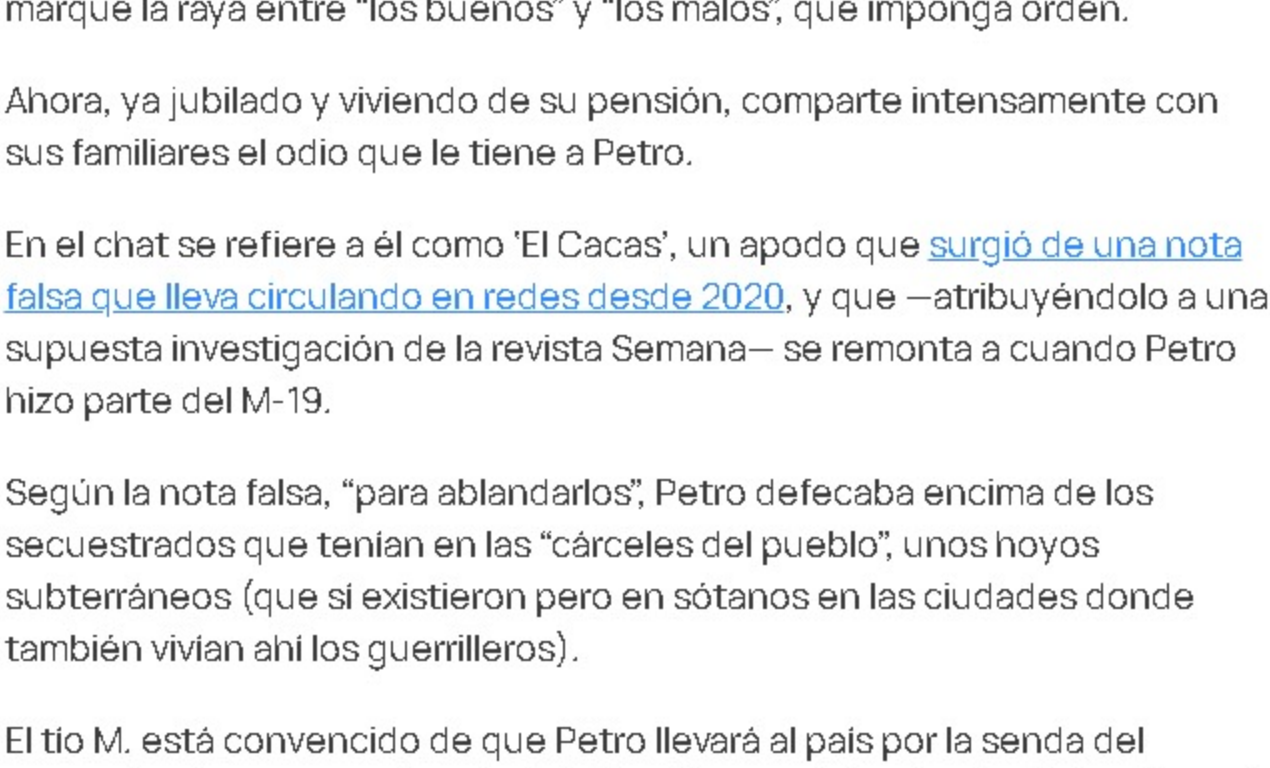 marque la raya entre “los buenos” y “los malos”, que imponga orden.
Ahora, ya jubilado y viviendo de su pensión, comparte intensamente con
sus familiares el odio que le tiene a Petro.
En el chat se refiere a él como ‘El Cacas’, un apodo que surgió de una nota
falsa que lleva circulando en redes desde 2020, y que —atribuyéndolo a una
supuesta investigación de la revista Semana— se remonta a cuando Petro
hizo parte del M-19.
Según la nota falsa, “para ablandarlos”, Petro defecaba encima de los
secuestrados que tenían en las “cárceles del pueblo”, unos hoyos
subterráneos (que sí existieron pero en sótanos en las ciudades donde
también vivían ahí los guerrilleros).
El tío M. está convencido de que Petro llevará al país por la senda del